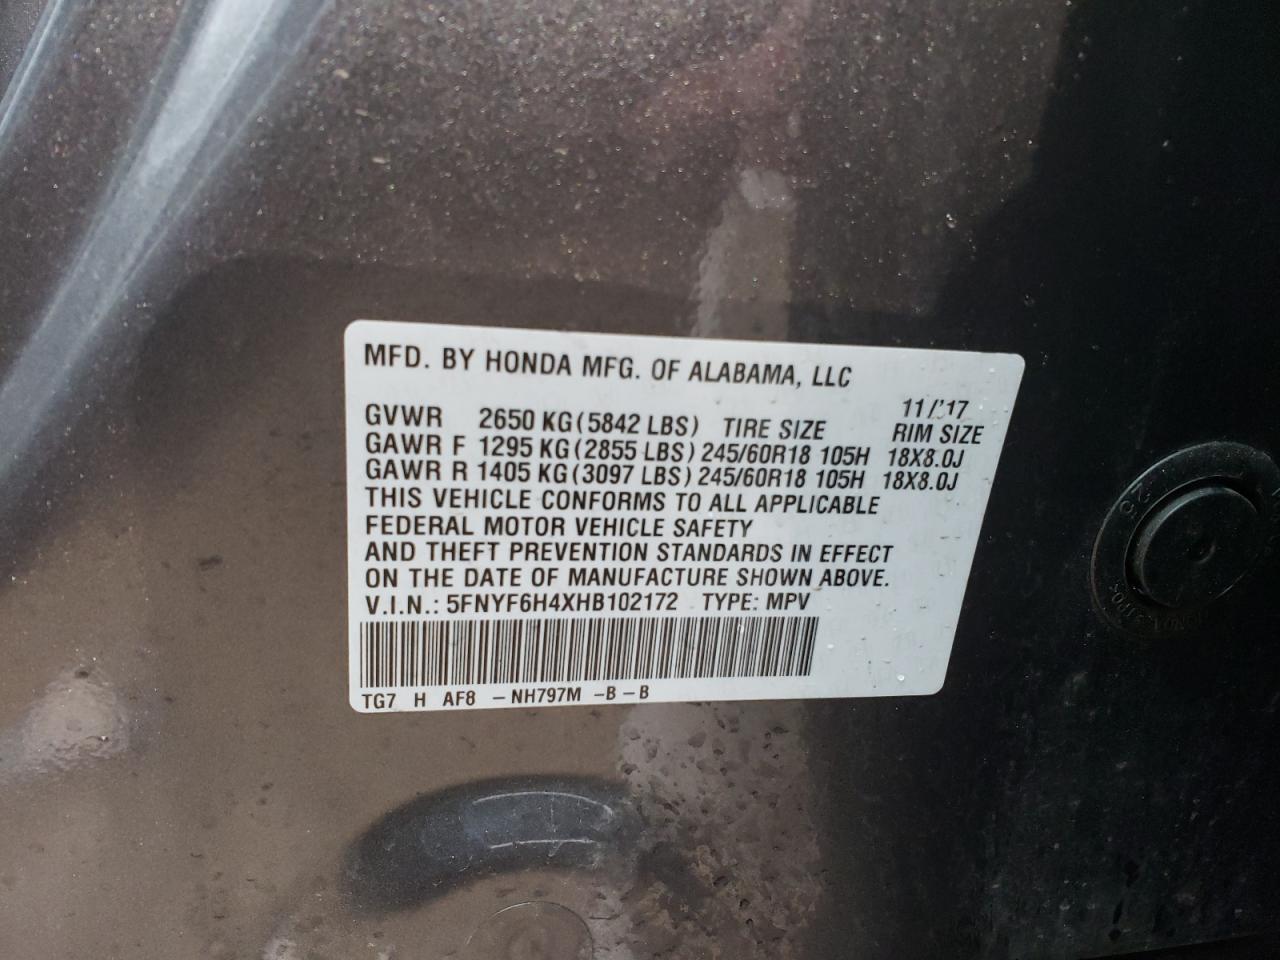 MFD. BY HONDA MFG. OF ALABAMA, LLC
11/'17
GVWR 2650 KG (5842 LBS) TIRE SIZE RIM SIZE
GAWR F 1295 KG (2855 LBS) 245/60R18 105H 18X8.0J
GAWR R 1405 KG (3097 LBS) 245/60R18 105H 18X8.0J
THIS VEHICLE CONFORMS TO ALL APPLICABLE
FEDERAL MOTOR VEHICLE SAFETY
AND THEFT PREVENTION STANDARDS IN EFFECT
ON THE DATE OF MANUFACTURE SHOWN ABOVE.
V.I.N.: 5FNYF6H4XHB102172 TYPE: MPV
TG7 H AF8 - NH797M - B - B
25